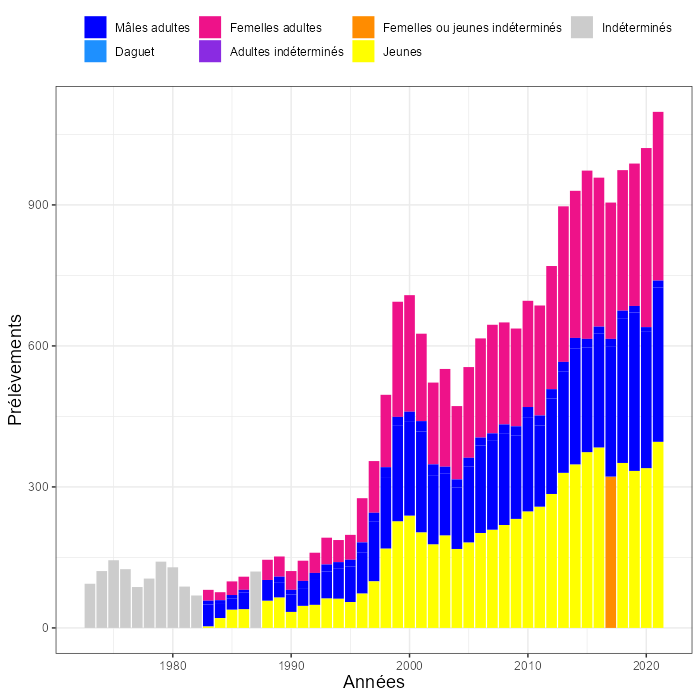 Mâles adultes
Femelles adultes
Femelles ou jeunes indéterminés
Indéterminés
Daguet
Adultes indéterminés
Jeunes
Prélèvements
900
600
300
0
1980
1990
2000
2010
2020
Années